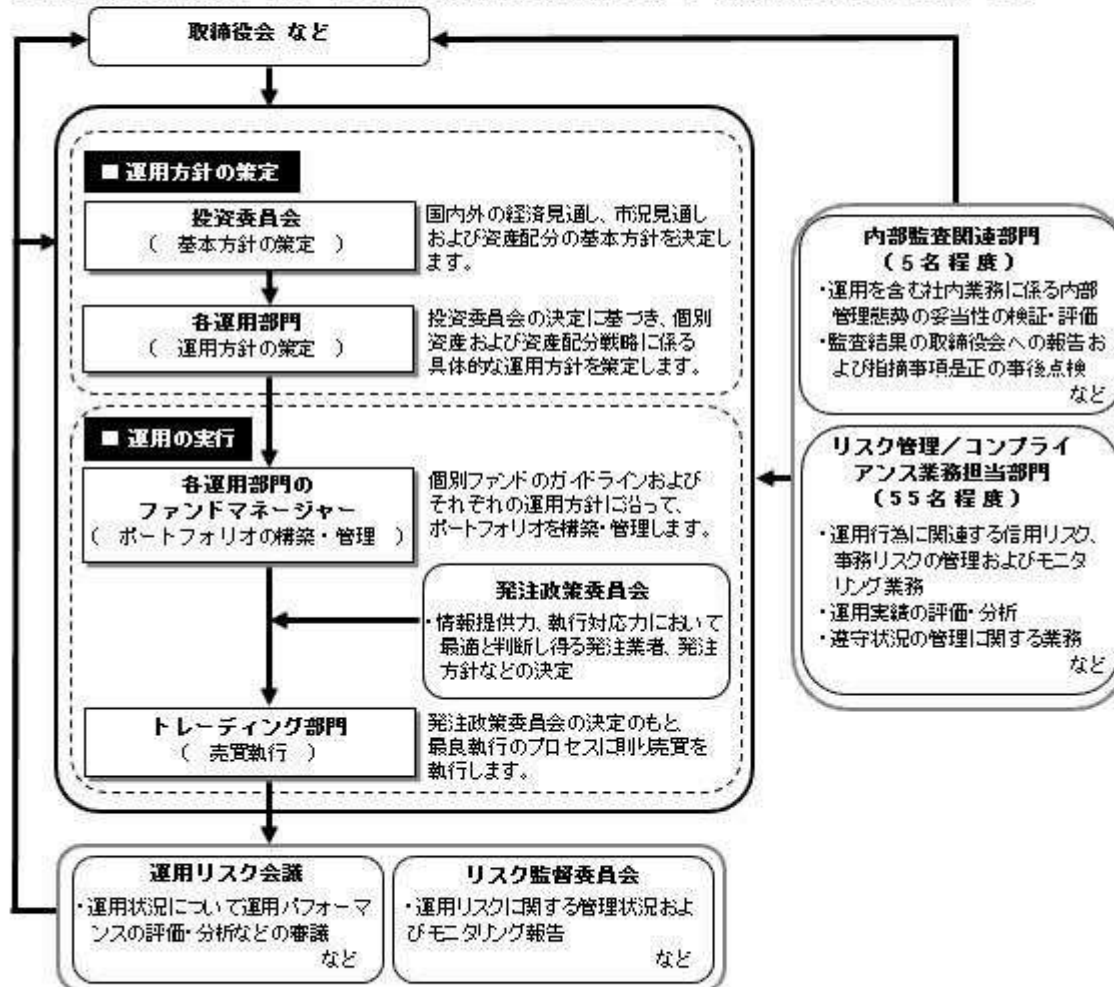 取締役会 など
■ 運用方針の策定
投資委員会
( 基本方針の策定 )
国内外の経済見通し、市況見通し
および資産配分の基本方針を決定し
ます。
各運用部門
( 運用方針の策定 )
投資委員会の決定に基づき、個別
資産および資産配分戦略に係る
具体的な運用方針を策定します。
■ 運用の実行
各運用部門の
ファンドマネージャー
( ポートフォリオの構築・管理 )
個別ファンドのガイドラインおよび
それぞれの運用方針に沿って、
ポートフォリオを構築・管理します。
発注政策委員会
・情報提供力、執行対応力において
最適と判断し得る発注業者、発注
方針などの決定
トレーディング部門
( 売買執行 )
発注政策委員会の決定のもと、
最良執行のプロセスに則り売買を
執行します。
運用リスク会議
・運用状況について運用パフォーマ
ンスの評価・分析などの審議
など
リスク監督委員会
・運用リスクに関する管理状況およ
びモニタリング報告
など
内部監査関連部門
(5名程度)
・運用を含む社内業務に係る内部
管理態勢の妥当性の検証・評価
・監査結果の取締役会への報告お
よび指摘事項是正の事後点検
など
リスク管理/コンプライ
アンス業務担当部門
(55名程度)
・運用行為に関連する信用リスク、
事務リスクの管理およびモニタ
リング業務
・運用実績の評価・分析
・遵守状況の管理に関する業務
など